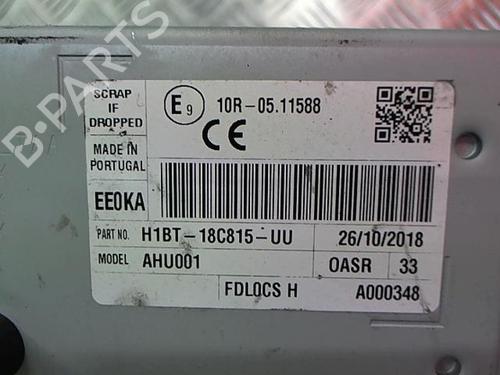 B-PARTS
SCRAP
IF
DROPPED
E9 10R-05.11588
CE
MADE IN
PORTUGAL
EE0KA
PART NO. H1BT-18C815-UU 26/10/2018
MODEL AHU001 OASR 33
FDLOCS H A000348